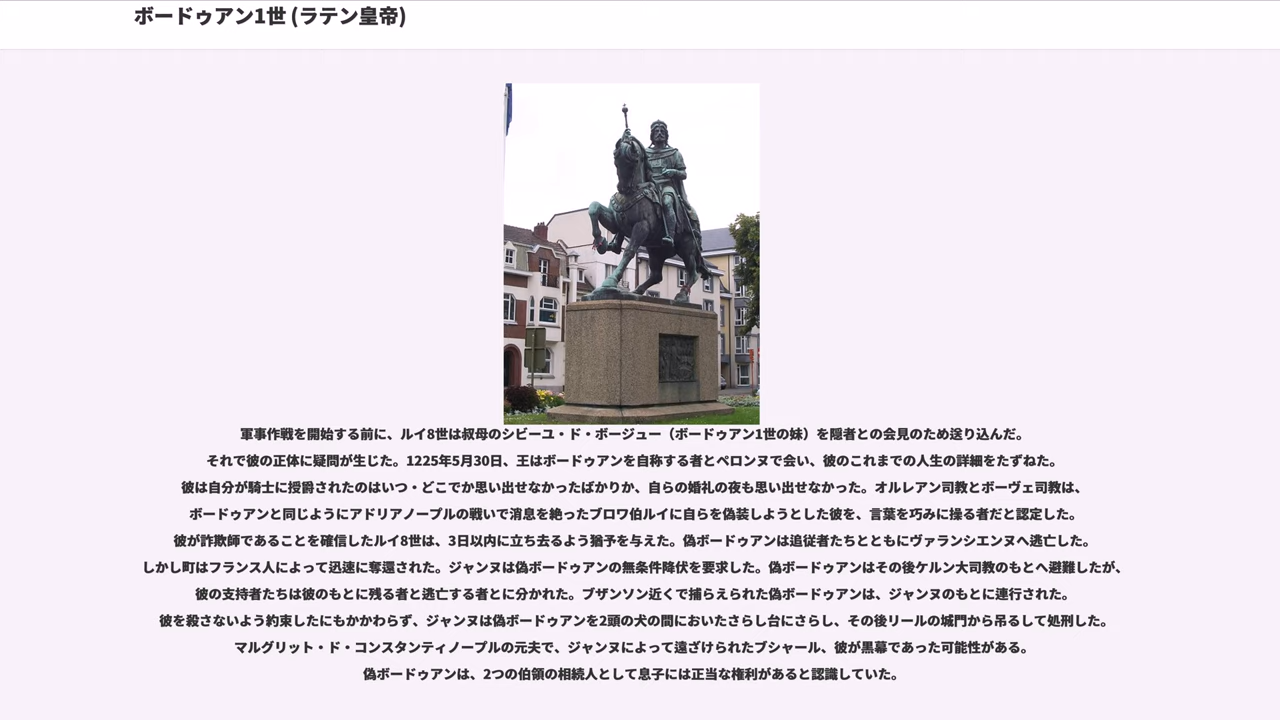 ボードゥアン1世 (ラテン皇帝)
軍事作戦を開始する前に、ルイ8世は叔母のシビーユ・ド・ボージュー（ボードゥアン1世の妹）を隠者との会見のため送り込んだ。
それで彼の正体に疑問が生じた。1225年5月30日、王はボードゥアンを自称する者とペロンヌで会い、彼のこれまでの人生の詳細をたずねた。
彼は自分が騎士に授爵されたのはいつ・どこでか思い出せなかったばかりか、自らの婚礼の夜も思い出せなかった。オルレアン司教とボーヴェ司教は、
ボードゥアンと同じようにアドリアノープルの戦いで消息を絶ったブロワ伯ルイに自らを偽装しようとした彼を、言葉を巧みに操る者だと認定した。
彼が詐欺師であることを確信したルイ8世は、3日以内に立ち去るよう猶予を与えた。偽ボードゥアンは追従者たちとともにヴァランシエンヌへ逃亡した。
しかし町はフランス人によって迅速に奪還された。ジャンヌは偽ボードゥアンの無条件降伏を要求した。偽ボードゥアンはその後ケルン大司教のもとへ避難したが、
彼の支持者たちは彼のもとに残る者と逃亡する者とに分かれた。ブザンソン近くで捕らえられた偽ボードゥアンは、ジャンヌのもとに連行された。
彼を殺さないよう約束したにもかかわらず、ジャンヌは偽ボードゥアンを2頭の犬の間においたさらし台にさらし、その後リールの城門から吊るして処刑した。
マルグリット・ド・コンスタンティノープルの元夫で、ジャンヌによって遠ざけられたブシャール、彼が黒幕であった可能性がある。
偽ボードゥアンは、2つの伯領の相続人として息子には正当な権利があると認識していた。